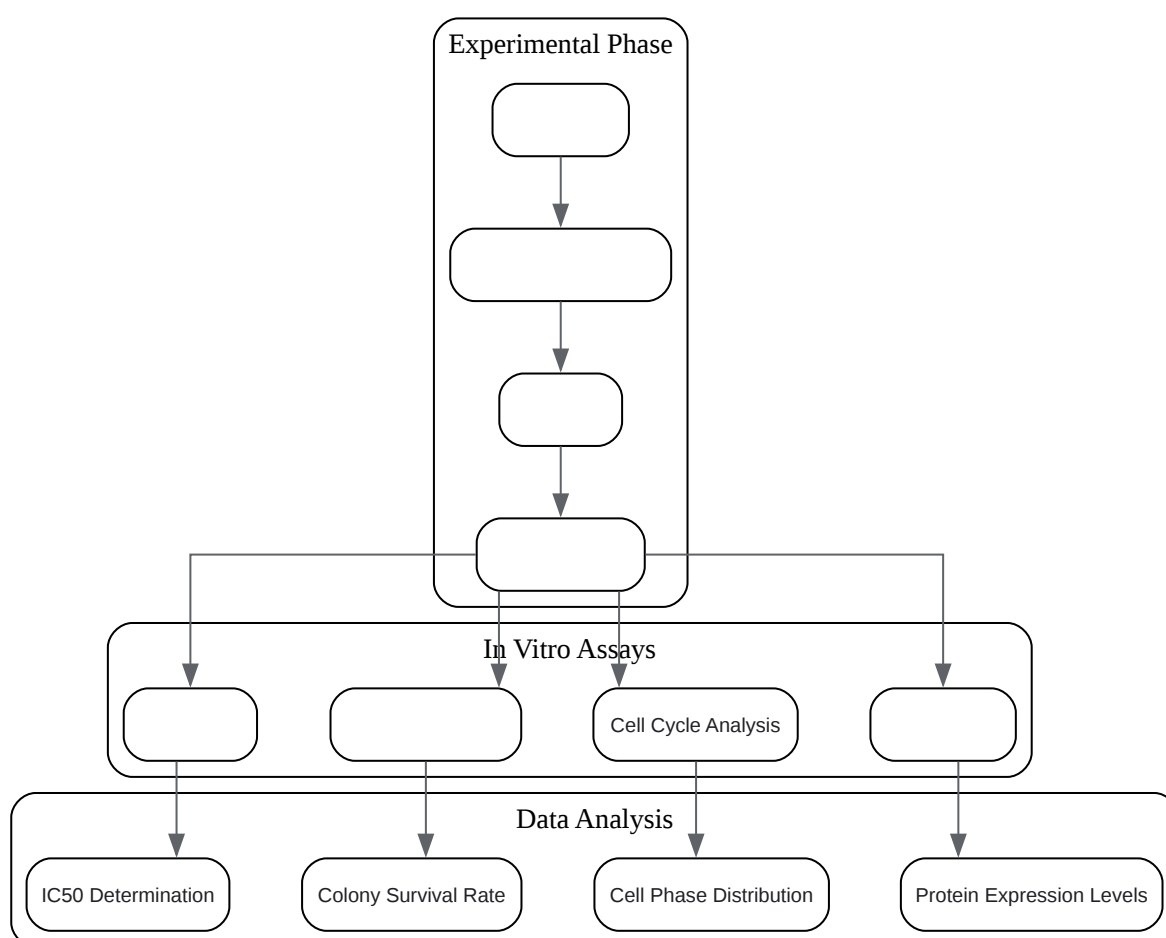 Experimental Phase
In Vitro Assays
Cell Cycle Analysis
Data Analysis
IC50 Determination
Colony Survival Rate
Cell Phase Distribution
Protein Expression Levels